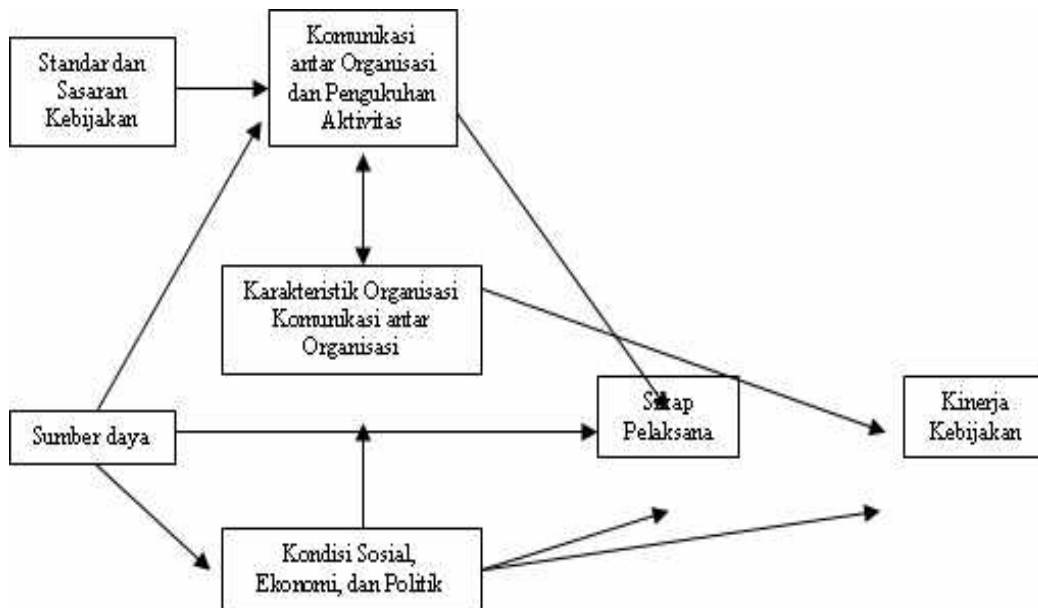 Standar dan
Sasaran
Kebijakan
Komunikasi
antar Organisasi
dan Pengukuhan
Aktivitas
Karakteristik Organisasi
Komunikasi antar
Organisasi
Sumber daya
Sikap
Pelaksana
Kinerja
Kebijakan
Kondisi Sosial,
Ekonomi, dan Politik